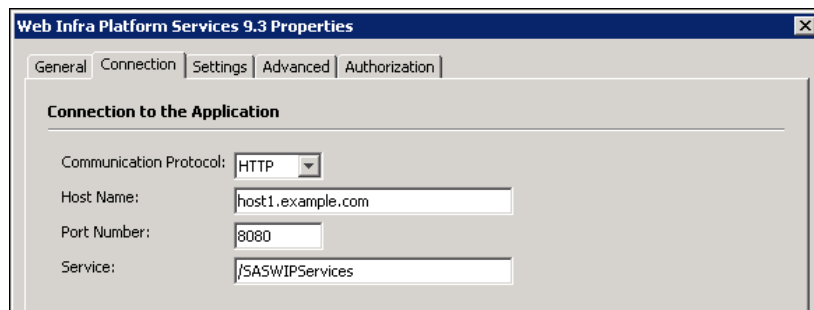 Web Infra Platform Services 9.3 Properties
General Connection Settings Advanced Authorization
Connection to the Application
Communication Protocol: HTTP
Host Name: host1.example.com
Port Number: 8080
Service: /SASWIPServices